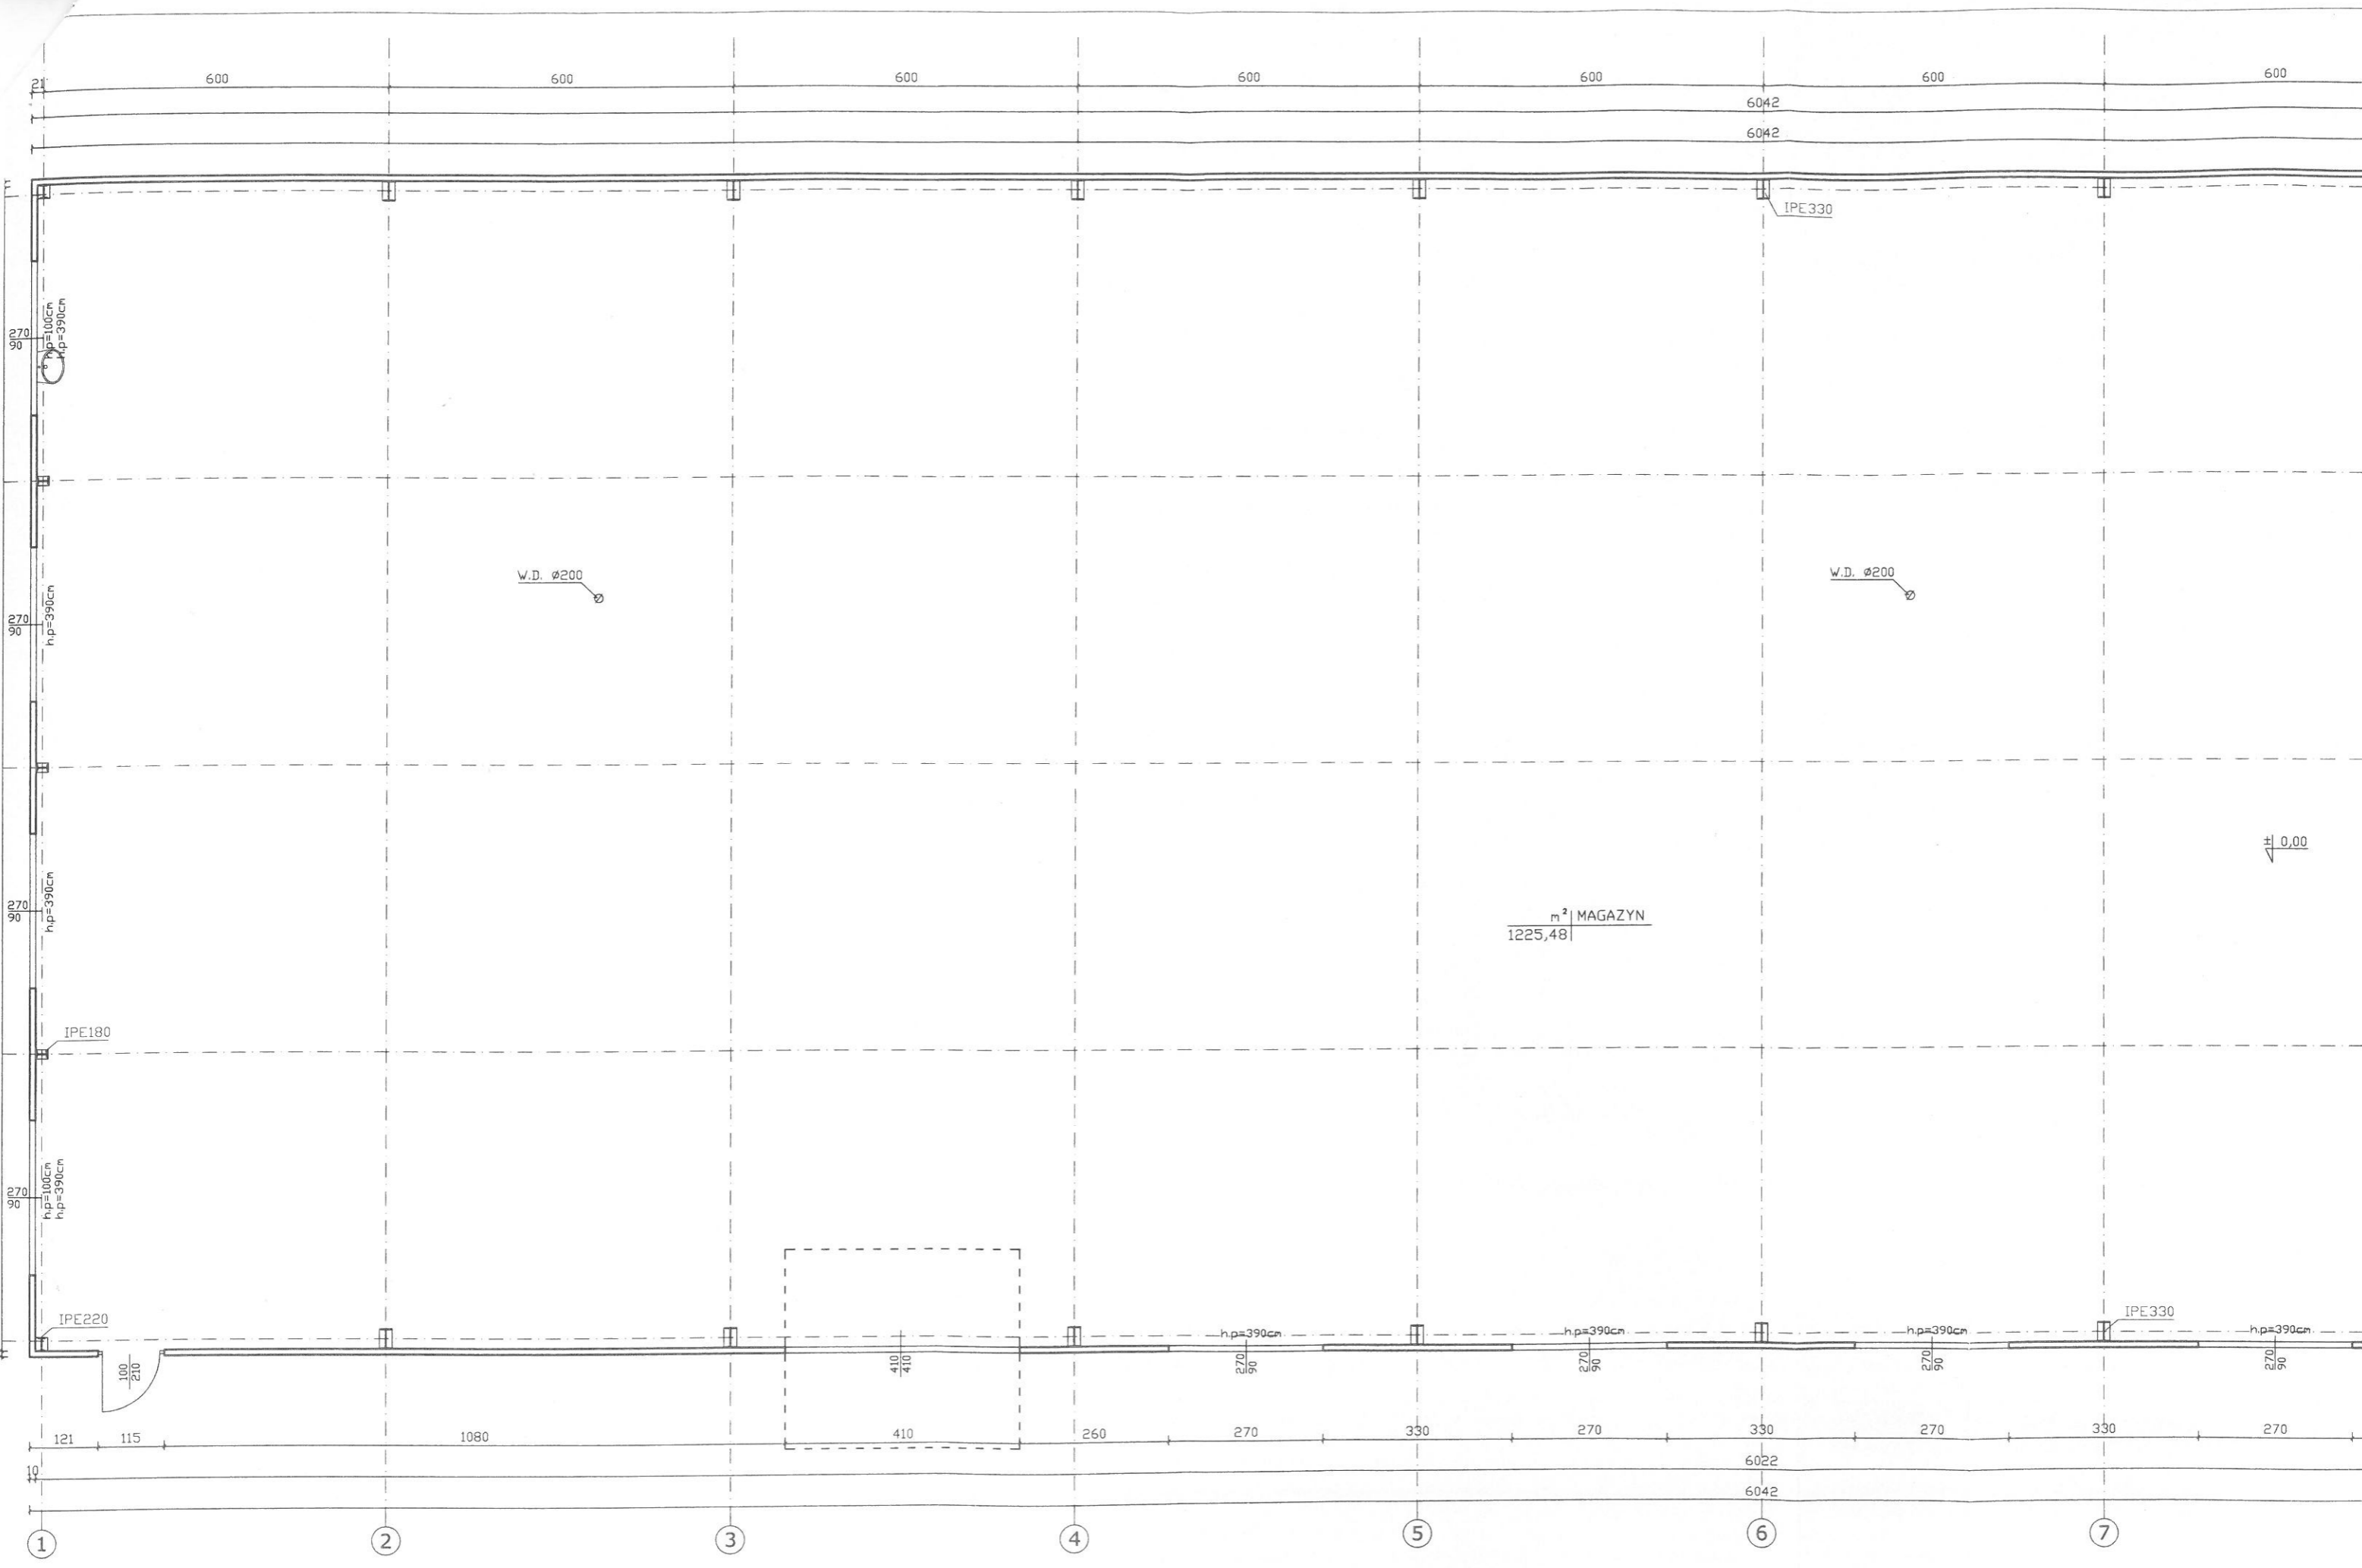 21 600 600 600 600 600 600 600
6042
6042
IPE330
270
90
h.p=100cm
h.p=390cm
W.D. ø200
W.D. ø200
270
90
h.p=390cm
± 0,00
270
90
h.p=390cm
m² MAGAZYN
1225,48
IPE180
270
90
h.p=100cm
h.p=390cm
IPE220
IPE330
h.p=390cm h.p=390cm h.p=390cm h.p=390cm
100
210
410
410
270
90
270
90
270
90
270
90
121 115 1080 410 260 270 330 270 330 270 330 270
10 6022
6042
1 2 3 4 5 6 7